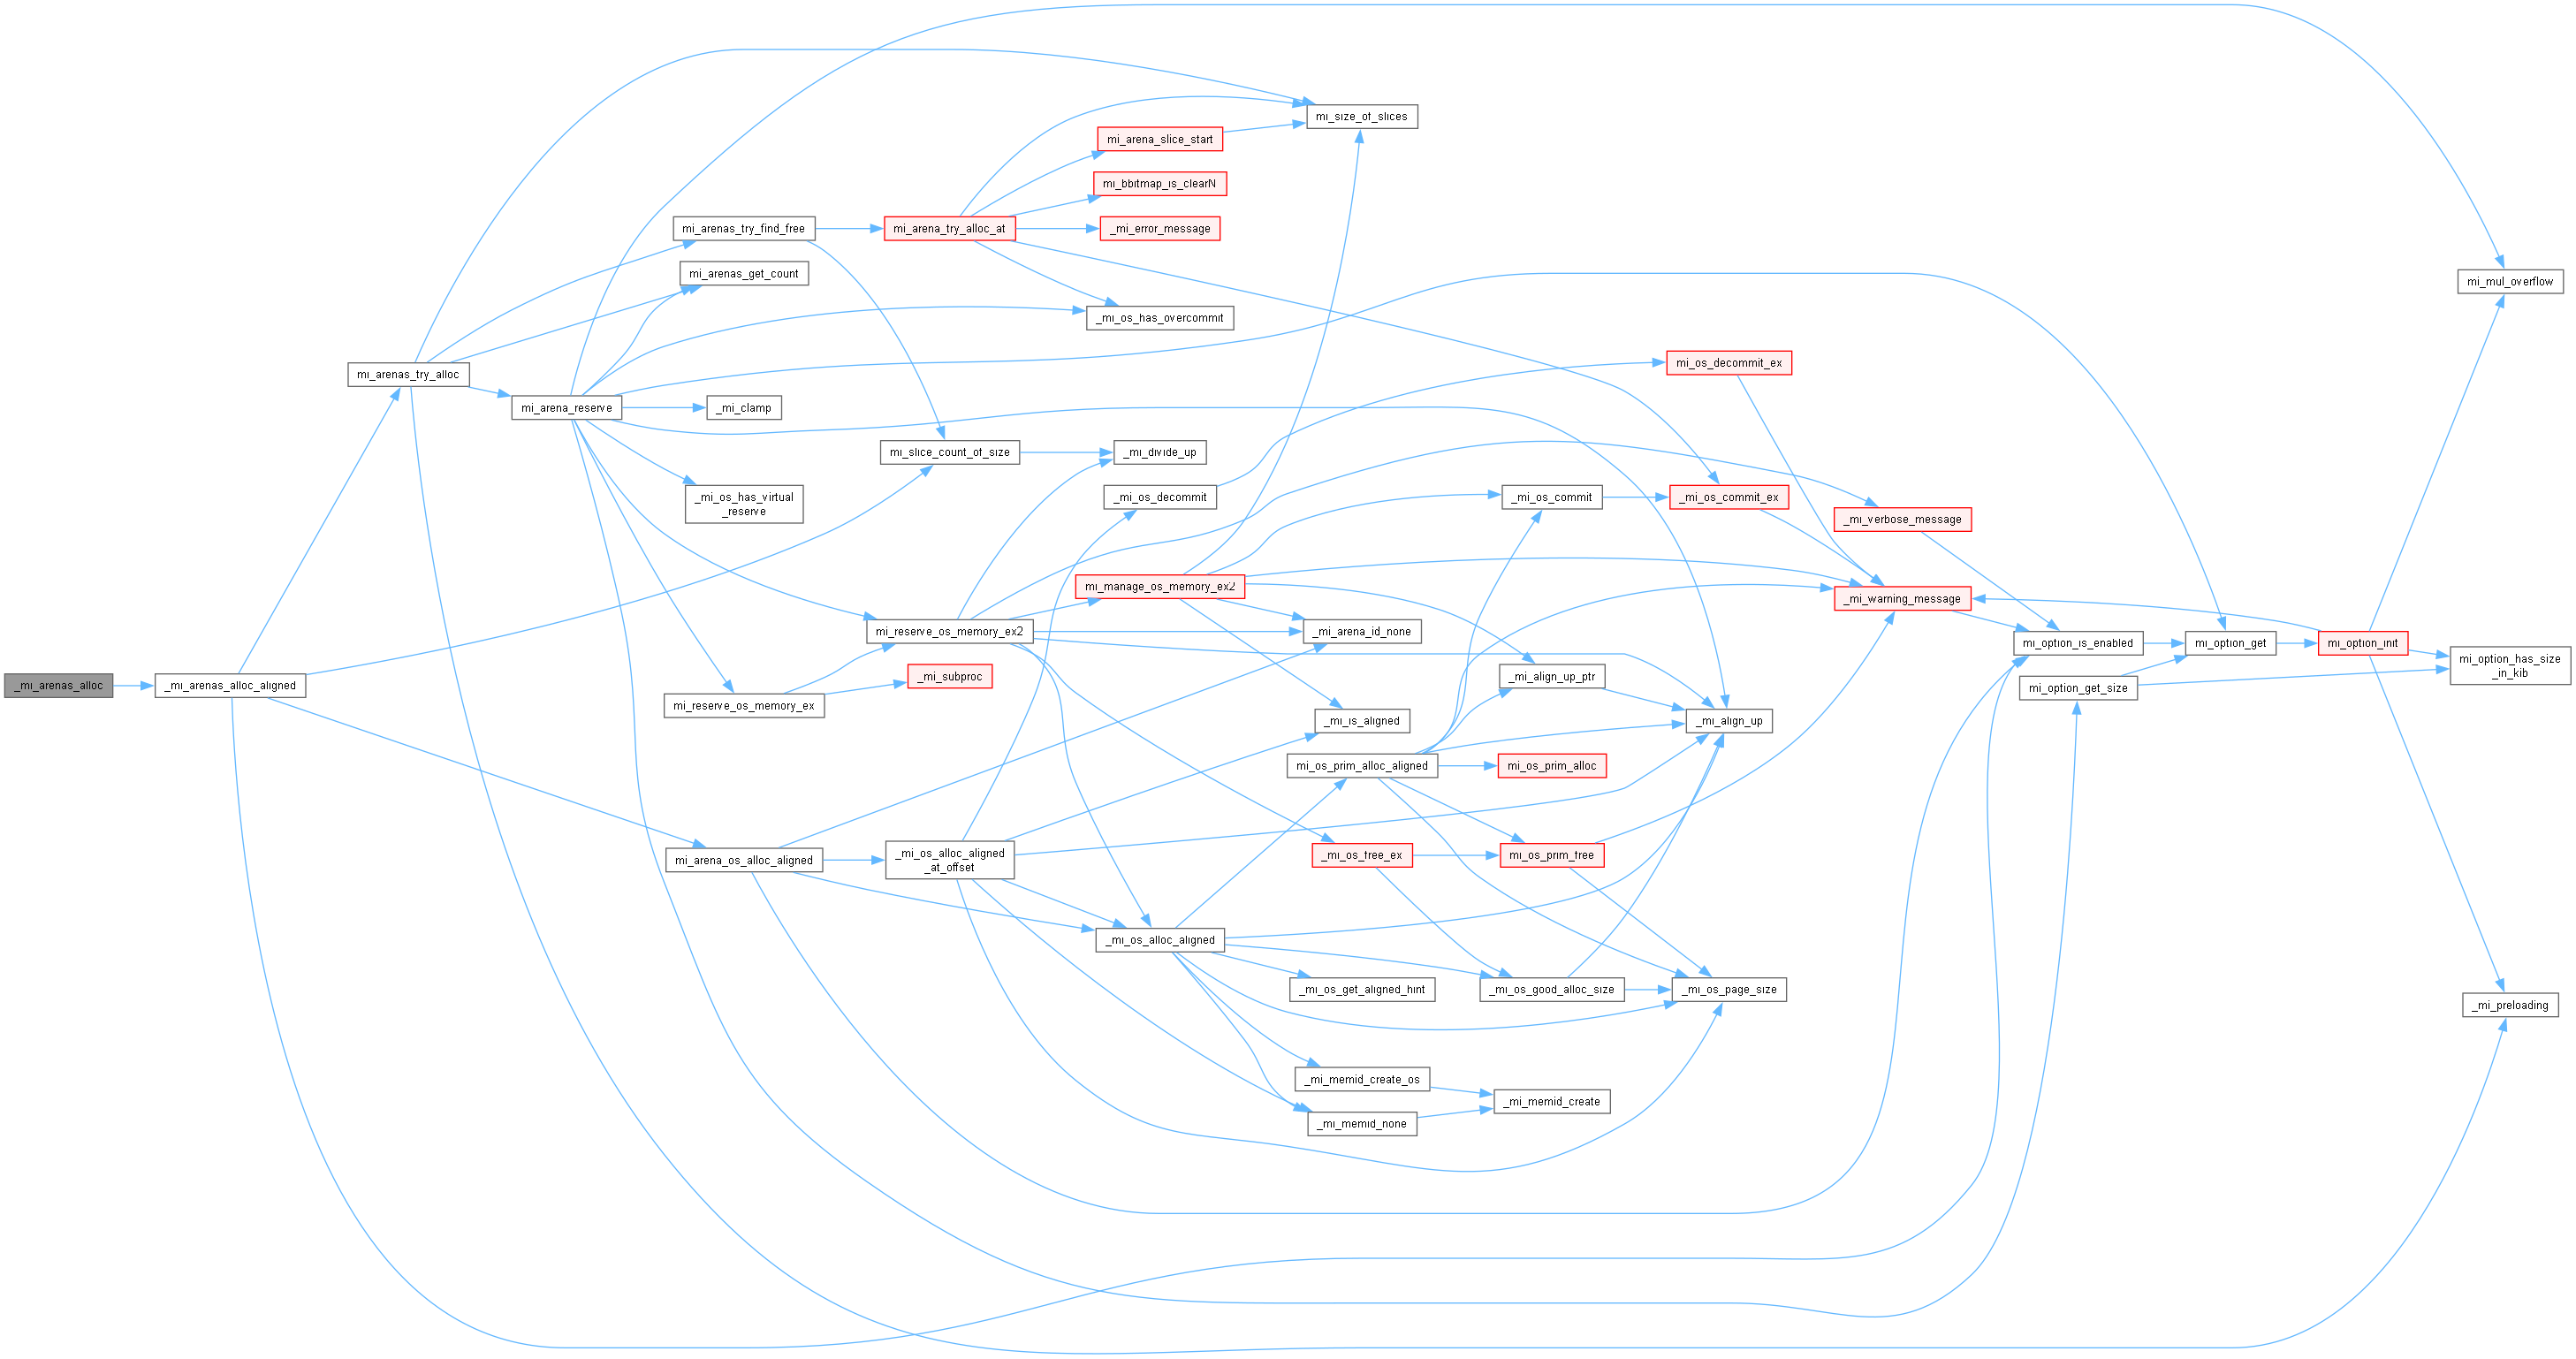 mi_size_of_slices
mi_arena_slice_start
mi_bbitmap_is_clearN
mi_arenas_try_find_free
mi_arena_try_alloc_at
_mi_error_message
mi_arenas_get_count
mi_mul_overflow
_mi_os_has_overcommit
mi_os_decommit_ex
mi_arenas_try_alloc
mi_arena_reserve
_mi_clamp
mi_slice_count_of_size
_mi_divide_up
_mi_os_has_virtual
_reserve
_mi_os_decommit
_mi_os_commit
_mi_os_commit_ex
_mi_verbose_message
mi_manage_os_memory_ex2
_mi_warning_message
mi_reserve_os_memory_ex2
_mi_arena_id_none
mi_option_is_enabled
mi_option_get
mi_option_init
mi_option_has_size
_in_kib
_mi_arenas_alloc
_mi_arenas_alloc_aligned
_mi_subproc
_mi_align_up_ptr
mi_option_get_size
mi_reserve_os_memory_ex
_mi_is_aligned
_mi_align_up
mi_os_prim_alloc_aligned
mi_os_prim_alloc
mi_arena_os_alloc_aligned
_mi_os_alloc_aligned
_at_offset
_mi_os_free_ex
mi_os_prim_free
_mi_os_alloc_aligned
_mi_os_get_aligned_hint
_mi_os_good_alloc_size
_mi_os_page_size
_mi_preloading
_mi_memid_create_os
_mi_memid_create
_mi_memid_none